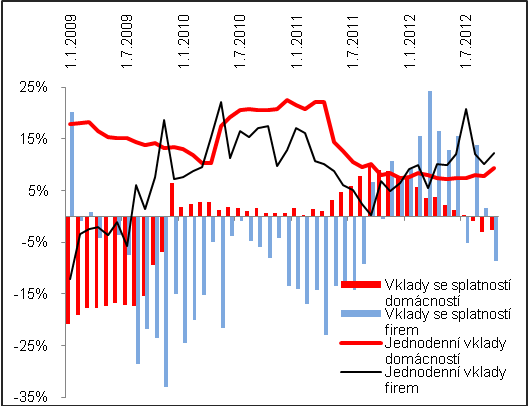 1.1.2009
1.7.2009
1.1.2010
1.7.2010
1.1.2011
1.7.2011
1.1.2012
1.7.2012
25%
15%
5%
-5%
-15%
-25%
-35%
Vklady se splatností
domácností
Vklady se splatností
firem
Jednodenní vklady
domácností
Jednodenní vklady
firem